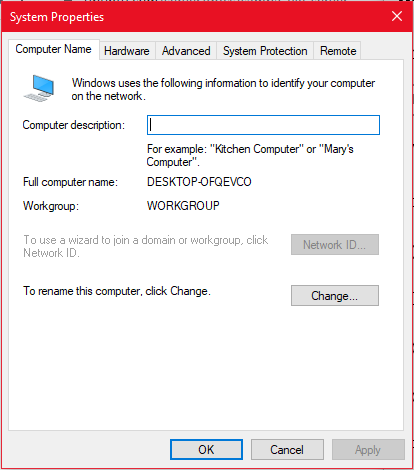 System Properties
Computer Name Hardware Advanced System Protection Remote
Windows uses the following information to identify your computer
on the network.
Computer description:
For example: "Kitchen Computer" or "Mary's
Computer".
Full computer name: DESKTOP-OFQEVCO
Workgroup: WORKGROUP
To use a wizard to join a domain or workgroup, click
Network ID.
Network ID...
To rename this computer, click Change.
Change...
OK Cancel Apply